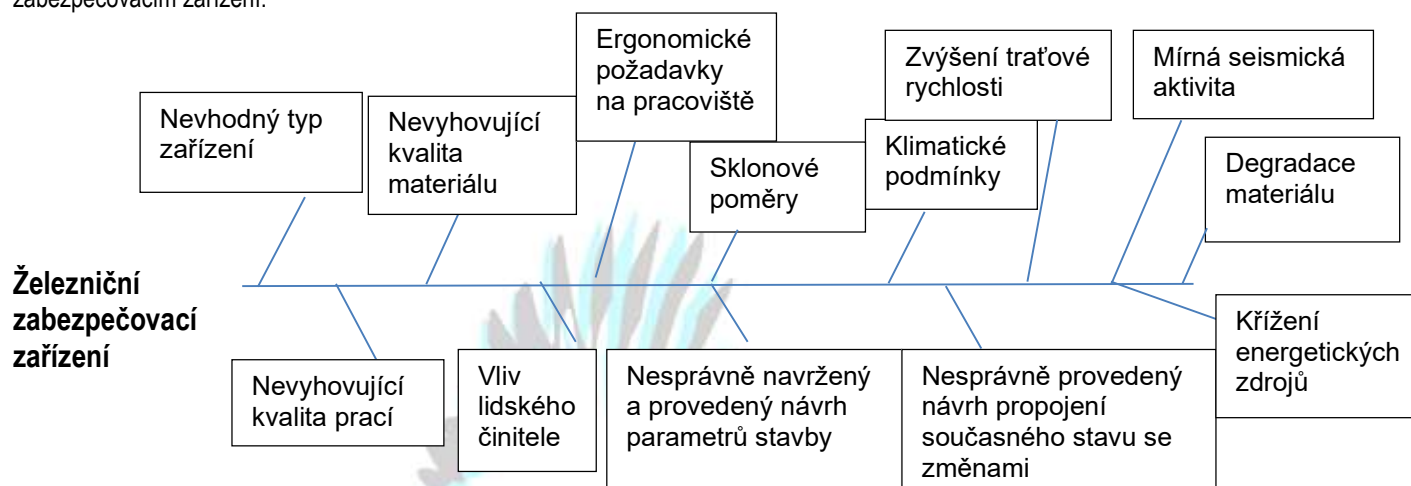 zabezpečovacím zařízení.
Ergonomické
požadavky
na pracoviště
Zvýšení traťové
rychlosti
Mírná seismická
aktivita
Nevhodný typ
zařízení
Nevyhovující
kvalita
materiálu
Sklonové
poměry
Klimatické
podmínky
Degradace
materiálu
Železniční
zabezpečovací
zařízení
Nevyhovující
kvalita prací
Vliv
lidského
činitele
Nesprávně navržený
a provedený návrh
parametrů stavby
Nesprávně provedený
návrh propojení
současného stavu se
změnami
Křížení
energetických
zdrojů